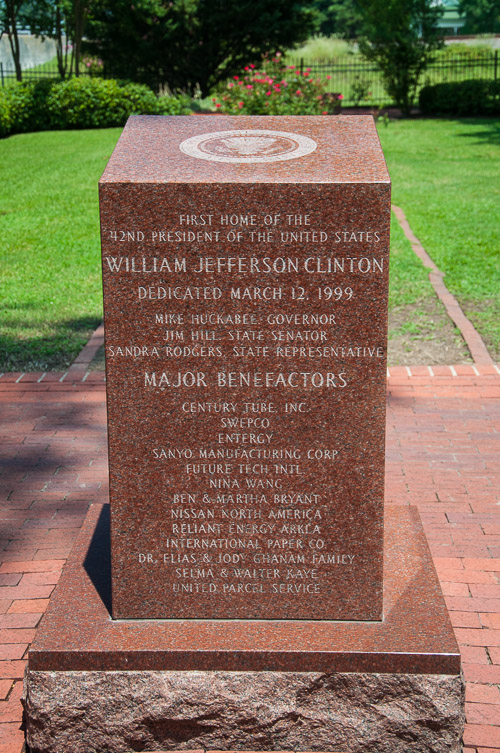 FIRST HOME OF THE
42ND PRESIDENT OF THE UNITED STATES
WILLIAM JEFFERSON CLINTON
DEDICATED MARCH 12, 1999
MIKE HUCKABEE, GOVERNOR
JIM HILL, STATE SENATOR
SANDRA RODGERS, STATE REPRESENTATIVE
MAJOR BENEFACTORS
CENTURY TUBE, INC.
SWEPCO
ENTERGY
SANYO MANUFACTURING CORP.
FUTURE TECH INTL
NINA WANG
BEN & MARTHA BRYANT
NISSAN NORTH AMERICA
RELIANT ENERGY ARKLA
INTERNATIONAL PAPER CO.
DR. ELIAS & JODY GHANAM FAMILY
SELMA & WALTER KAYE
UNITED PARCEL SERVICE